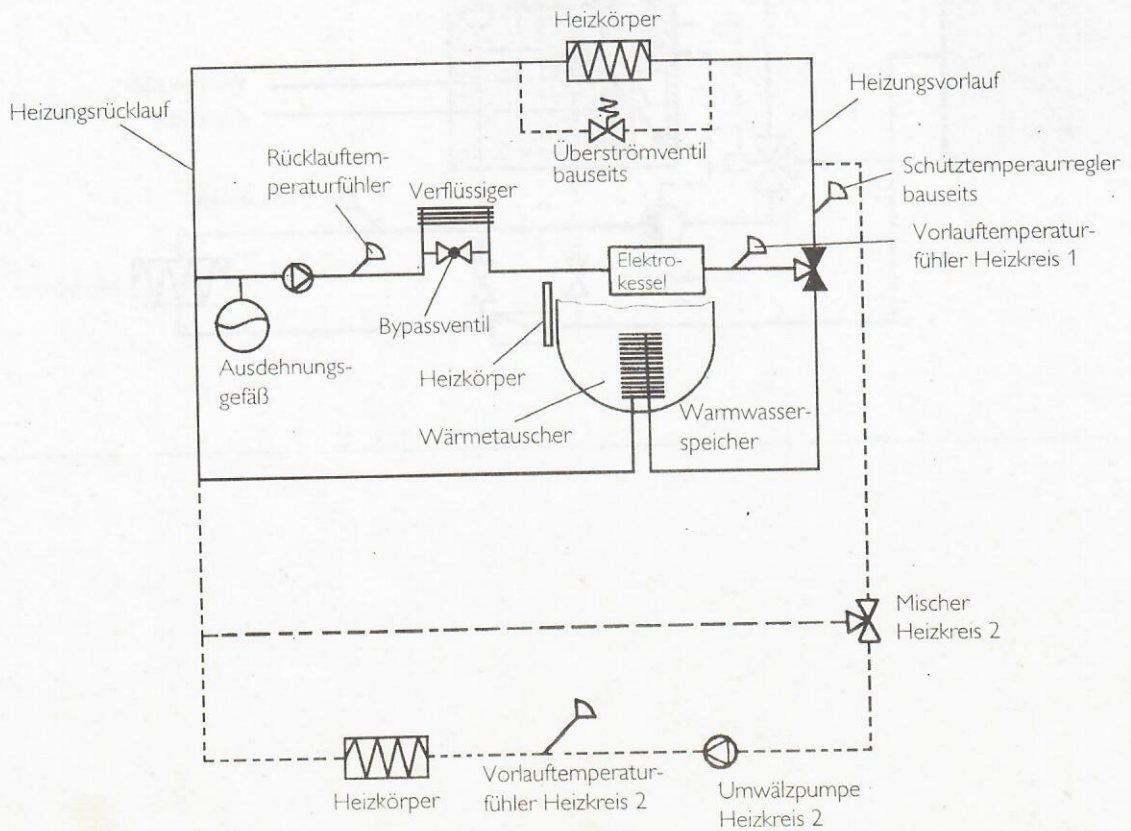 Heizkörper
Heizungsrücklauf
Heizungsvorlauf
Überströmventil
bauseits
Rücklauftem-
peraturfühler
Verflüssiger
Schutztemperaurregler
bauseits
Vorlauftemperatur-
fühler Heizkreis 1
Elektro-
kessel
Bypassventil
Ausdehnungs-
gefäß
Heizkörper
Wärmetauscher
Warmwasser-
speicher
Mischer
Heizkreis 2
Heizkörper
Vorlauftemperatur-
fühler Heizkreis 2
Umwälzpumpe
Heizkreis 2